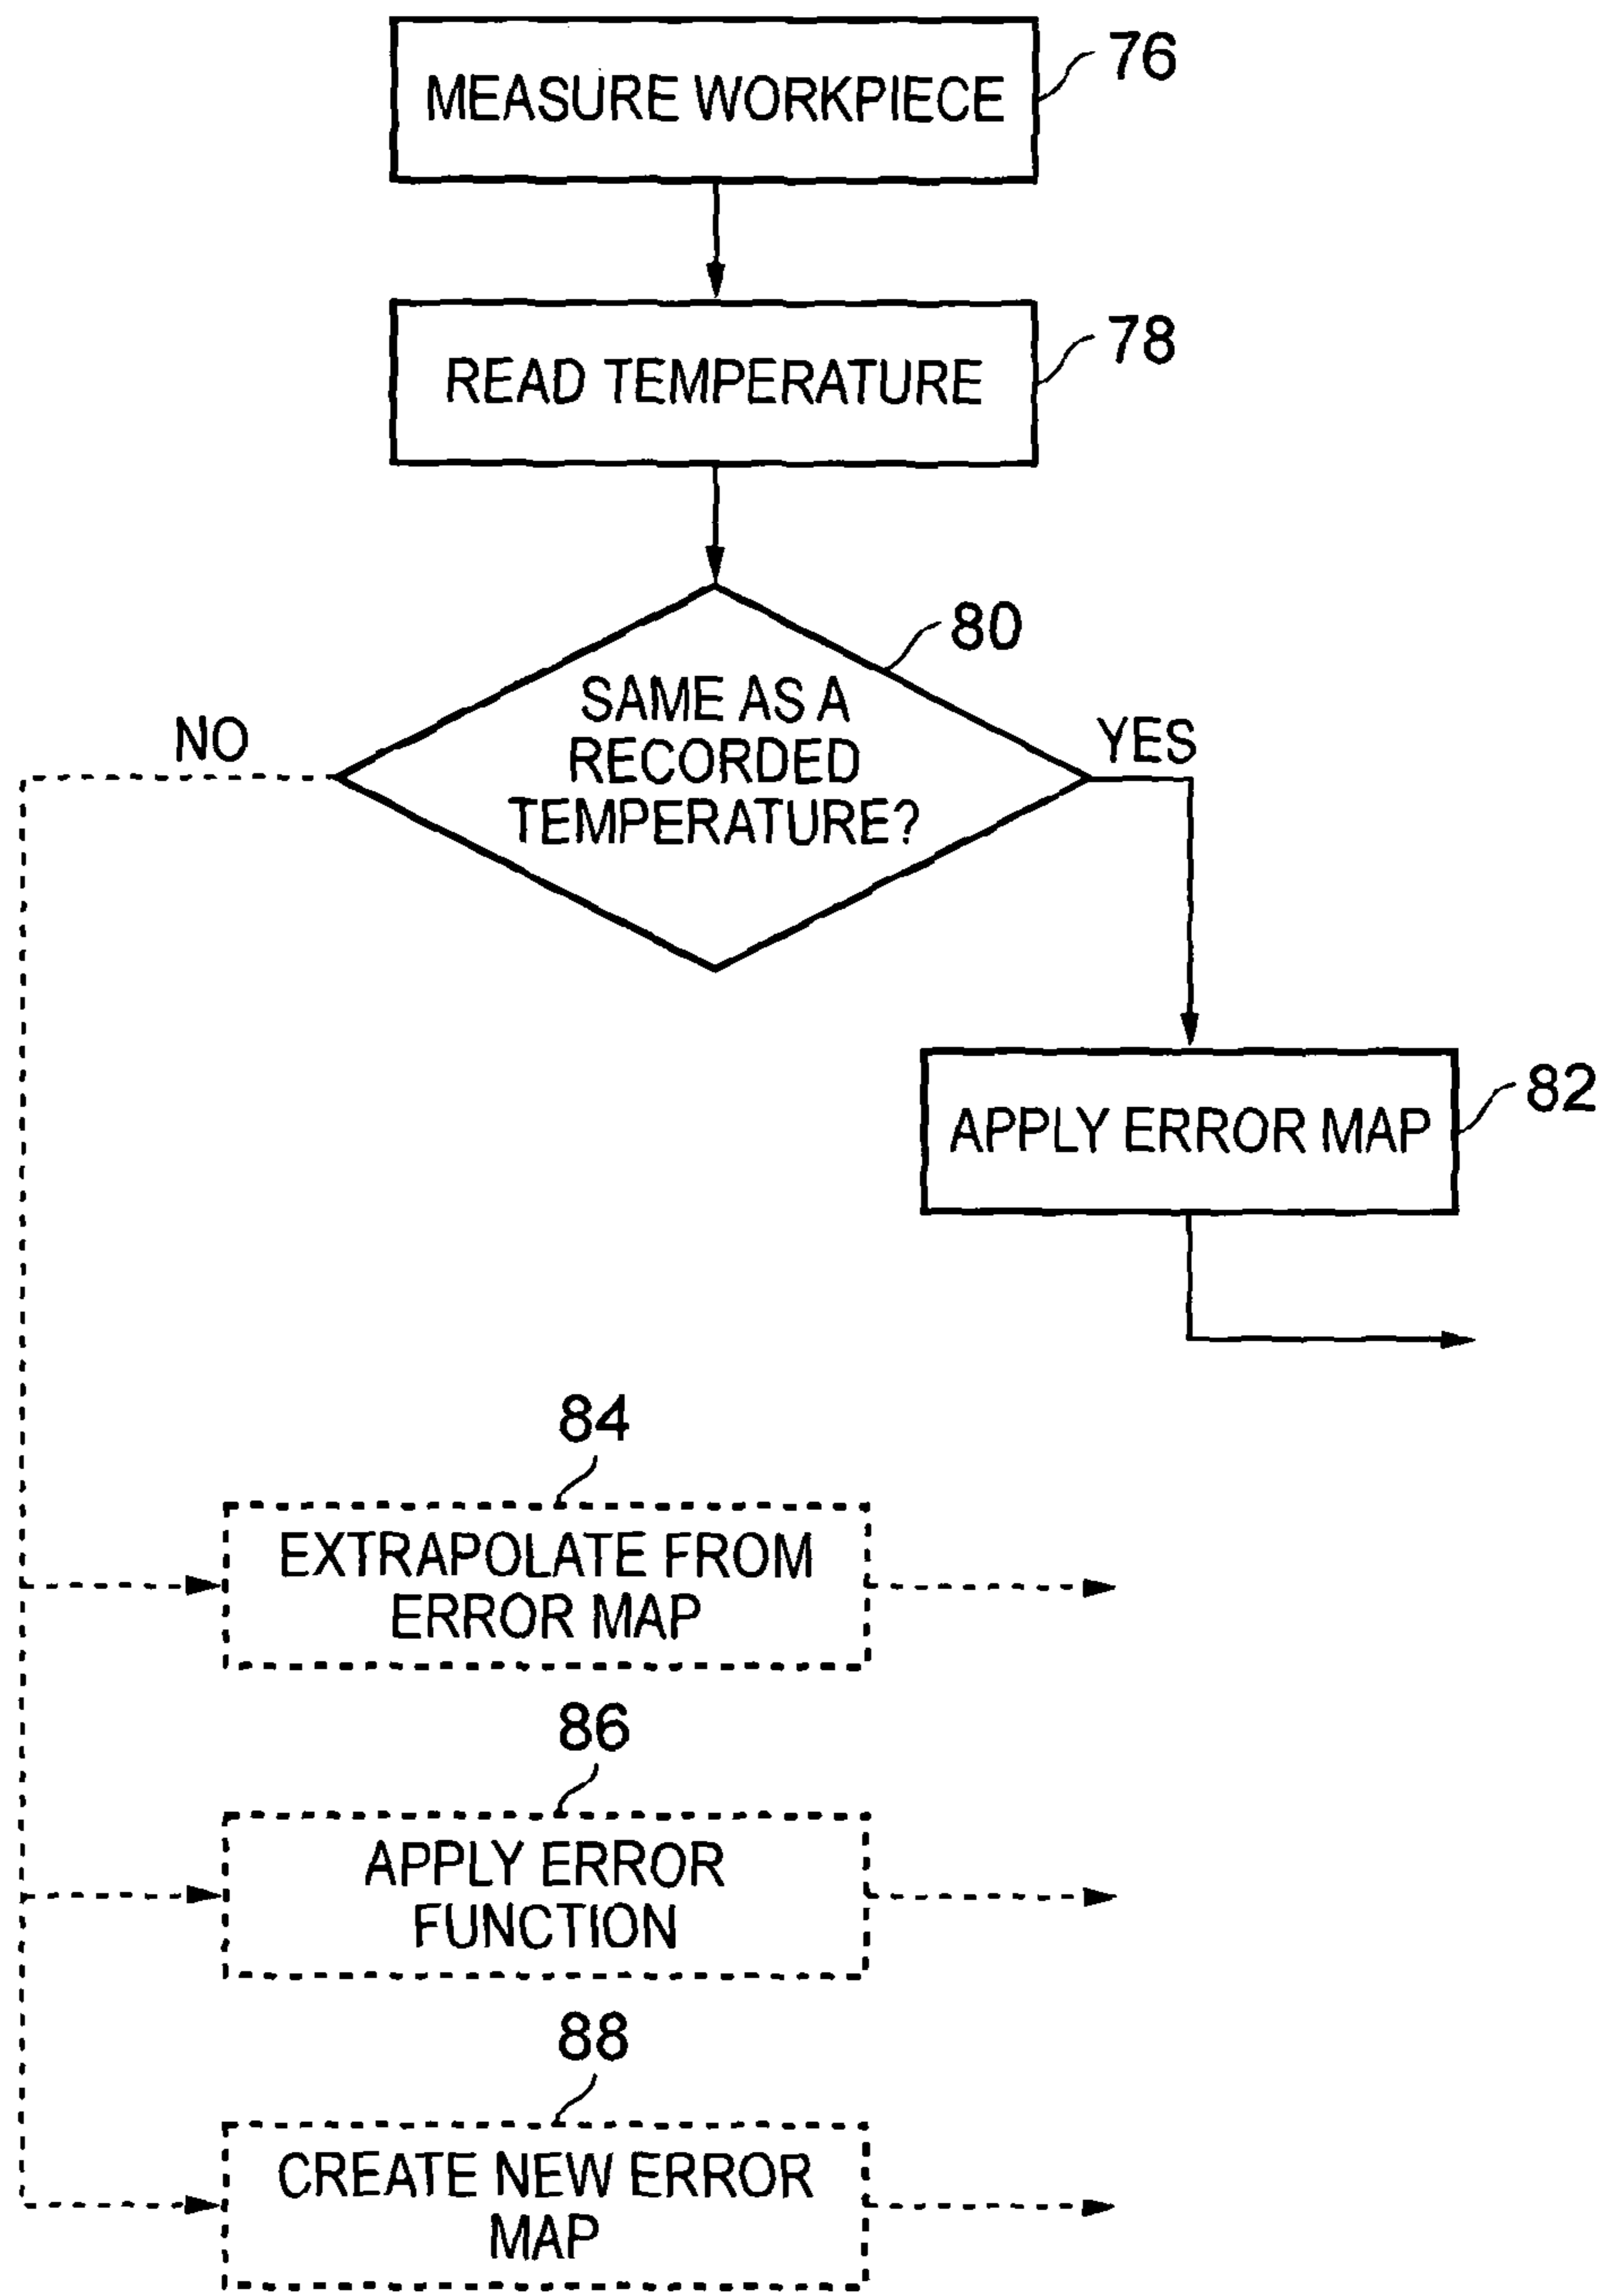 76
MEASURE WORKPIECE
78
READ TEMPERATURE
80
SAME AS A
RECORDED
TEMPERATURE?
NO
YES
82
APPLY ERROR MAP
84
EXTRAPOLATE FROM
ERROR MAP
86
APPLY ERROR
FUNCTION
88
CREATE NEW ERROR
MAP